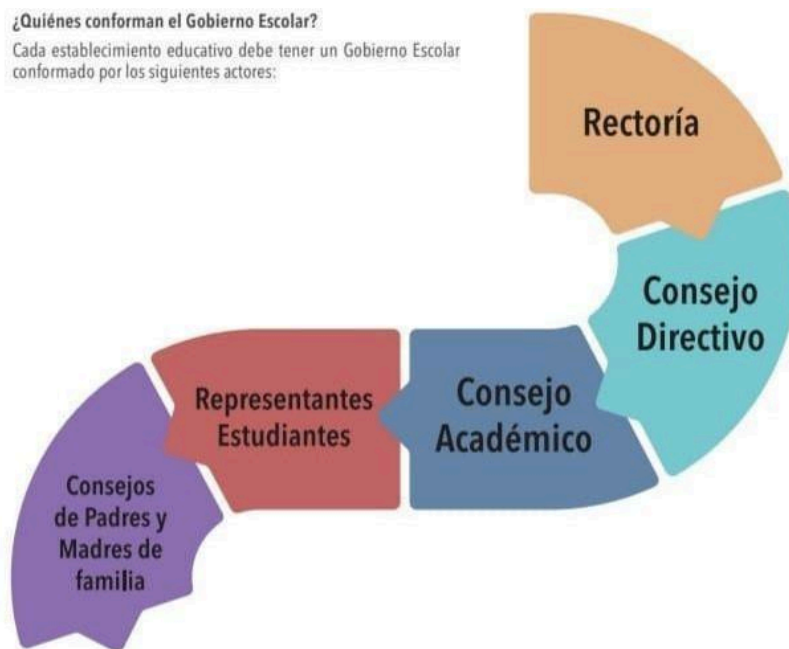 ¿Quiénes conforman el Gobierno Escolar?
Cada establecimiento educativo debe tener un Gobierno Escolar
conformado por los siguientes actores:
Rectoría
Consejo
Directivo
Consejo
Académico
Representantes
Estudiantes
Consejos
de Padres y
Madres de
familia